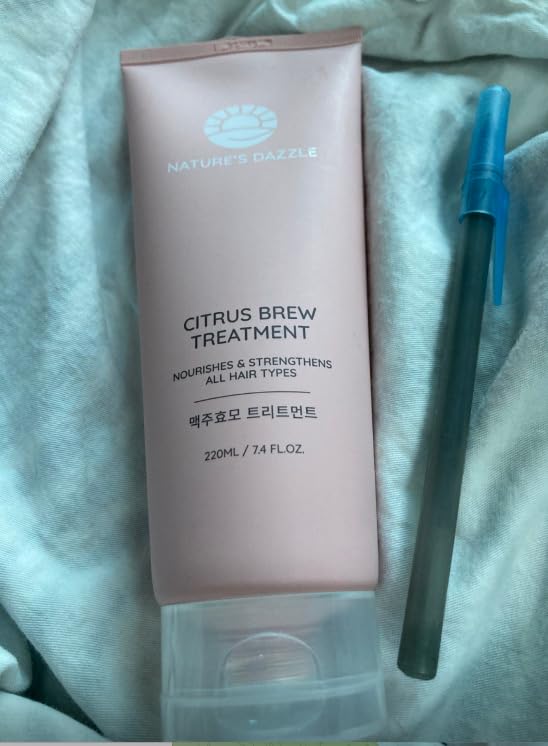 NATURE'S DAZZLE
CITRUS BREW
TREATMENT
NOURISHES & STRENGTHENS
ALL HAIR TYPES
맥주효모 트리트먼트
220ML / 7.4 FL.OZ.